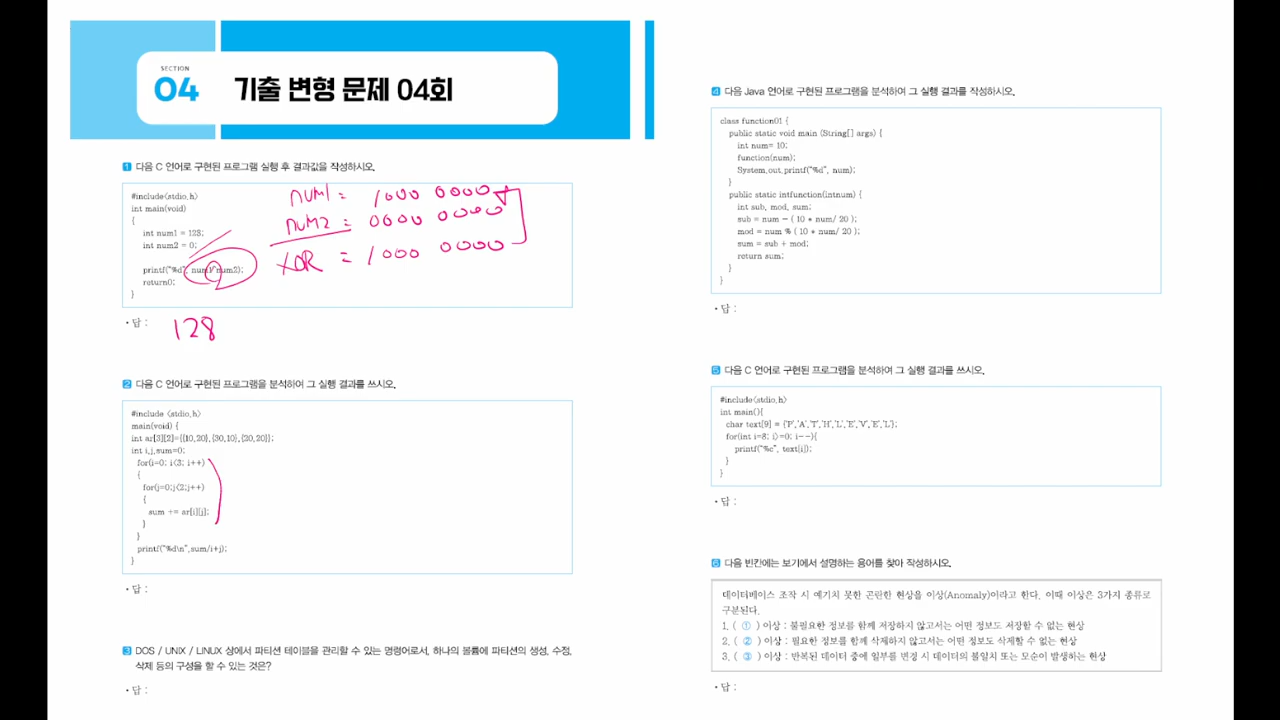 SECTION
04
기출 변형 문제 04회
1 다음 C 언어로 구현된 프로그램 실행 후 결과값을 작성하시오.
#include<stdio.h>
int main(void)
{
int num1 = 128;
int num2 = 0;
printf("%d", num1^num2);
return0;
}
num1 = 1000 0000
num2 = 0000 0000
XOR = 1000 0000
• 답 : 128
2 다음 C 언어로 구현된 프로그램을 분석하여 그 실행 결과를 쓰시오.
#include <stdio.h>
main(void) {
int ar[3][2]={{10,20},{30,10},{20,20}};
int i,j,sum=0;
for(i=0; i<3; i++)
{
for(j=0;j<2;j++)
{
sum += ar[i][j];
}
}
printf("%d\n",sum/i+j);
}
• 답 :
3 DOS / UNIX / LINUX 상에서 파티션 테이블을 관리할 수 있는 명령어로서, 하나의 볼륨에 파티션의 생성, 수정,
삭제 등의 구성을 할 수 있는 것은?
• 답 :
4 다음 Java 언어로 구현된 프로그램을 분석하여 그 실행 결과를 작성하시오.
class function01 {
public static void main (String[] args) {
int num= 10;
function(num);
System.out.printf("%d", num);
}
public static intfunction(intnum) {
int sub, mod, sum;
sub = num - ( 10 * num/ 20 );
mod = num % ( 10 * num/ 20 );
sum = sub + mod;
return sum;
}
}
• 답 :
5 다음 C 언어로 구현된 프로그램을 분석하여 그 실행 결과를 쓰시오.
#include<stdio.h>
int main(){
char text[9] = {'P','A','T','H','L','E','V','E','L'};
for(int i=8; i>=0; i--){
printf("%c", text[i]);
}
}
• 답 :
6 다음 빈칸에는 보기에서 설명하는 용어를 찾아 작성하시오.
데이터베이스 조작 시 예기치 못한 곤란한 현상을 이상(Anomaly)이라고 한다. 이때 이상은 3가지 종류로
구분된다.
1. ( ① ) 이상 : 불필요한 정보를 함께 저장하지 않고서는 어떤 정보도 저장할 수 없는 현상
2. ( ② ) 이상 : 필요한 정보를 함께 삭제하지 않고서는 어떤 정보도 삭제할 수 없는 현상
3. ( ③ ) 이상 : 반복된 데이터 중에 일부를 변경 시 데이터의 불일치 또는 모순이 발생하는 현상
• 답 :